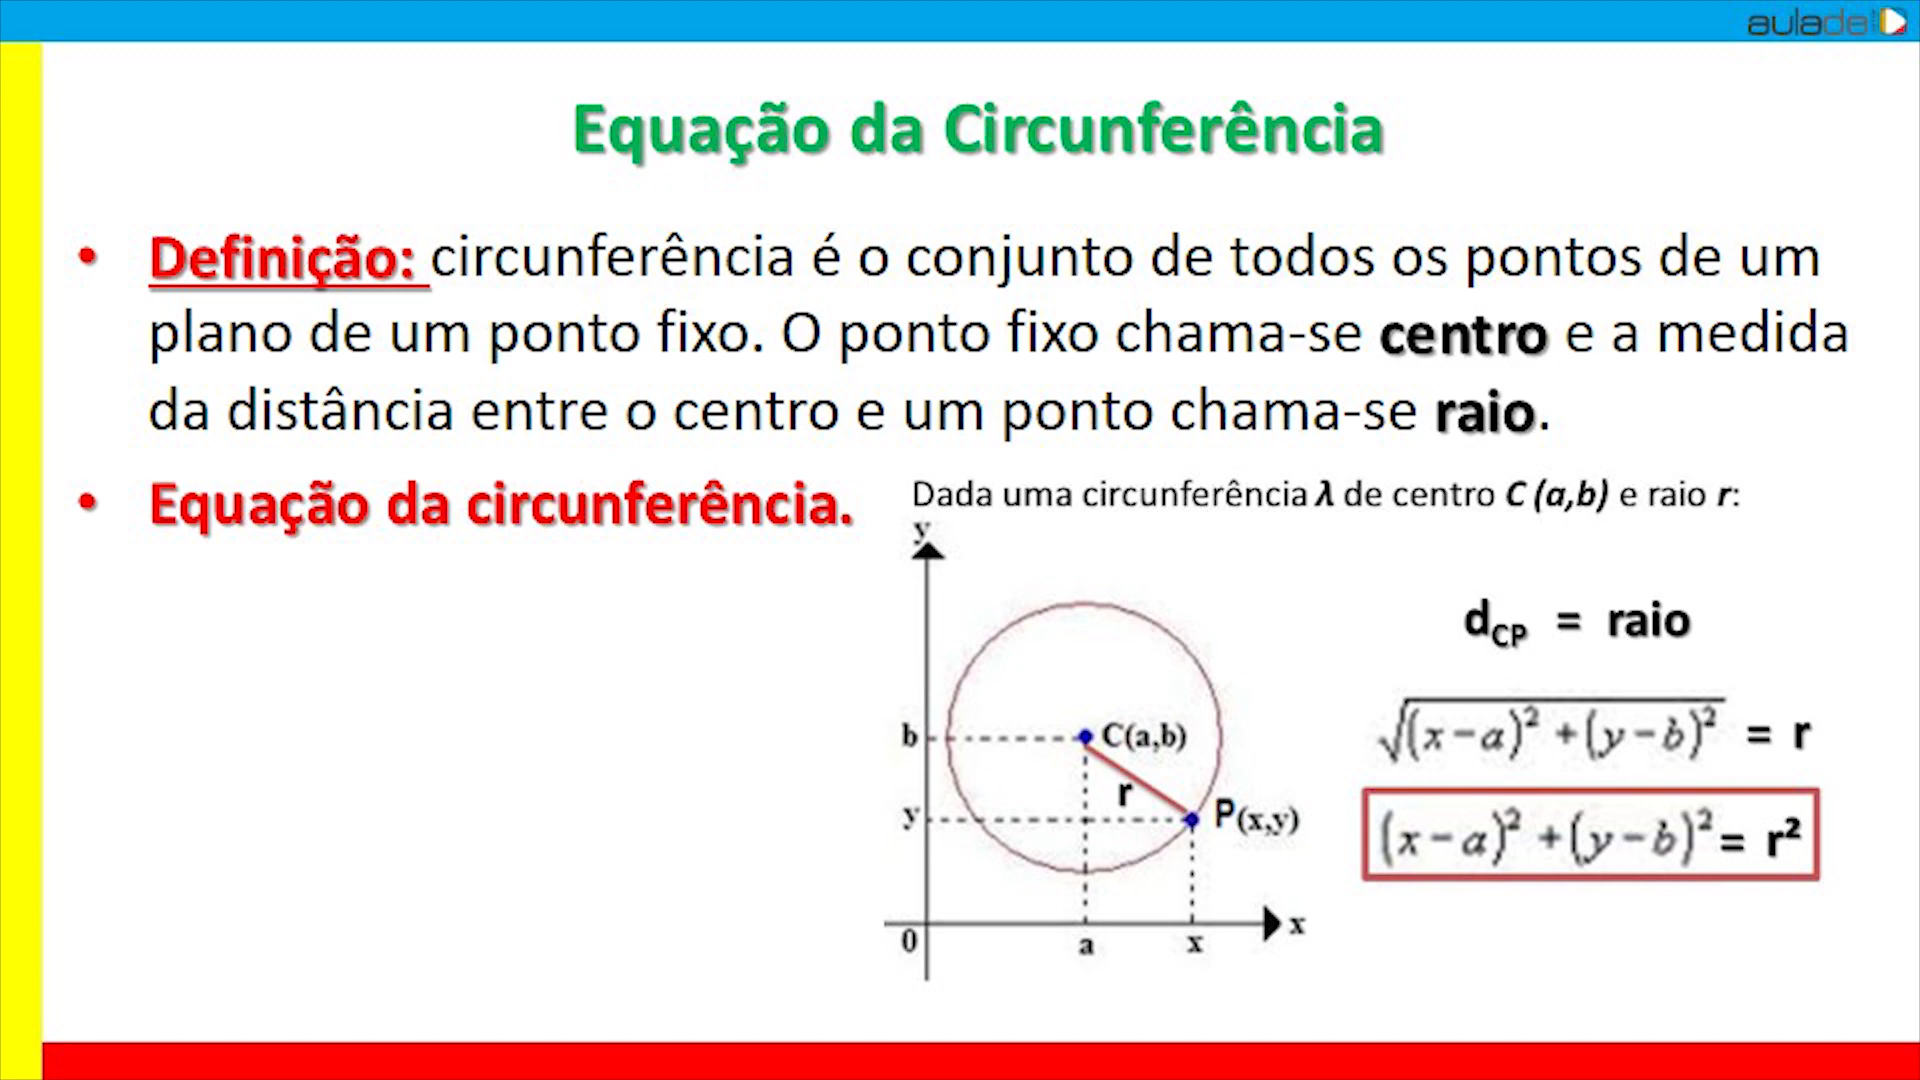 aulade
Equação da Circunferência
• Definição: circunferência é o conjunto de todos os pontos de um
plano de um ponto fixo. O ponto fixo chama-se centro e a medida
da distância entre o centro e um ponto chama-se raio.
• Equação da circunferência.
Dada uma circunferência λ de centro C (a,b) e raio r:
y
d_CP = raio
√(x-a)² +(y-b)² = r
b C(a,b)
r
y P(x,y)
(x-a)² +(y-b)² = r²
0 a x x